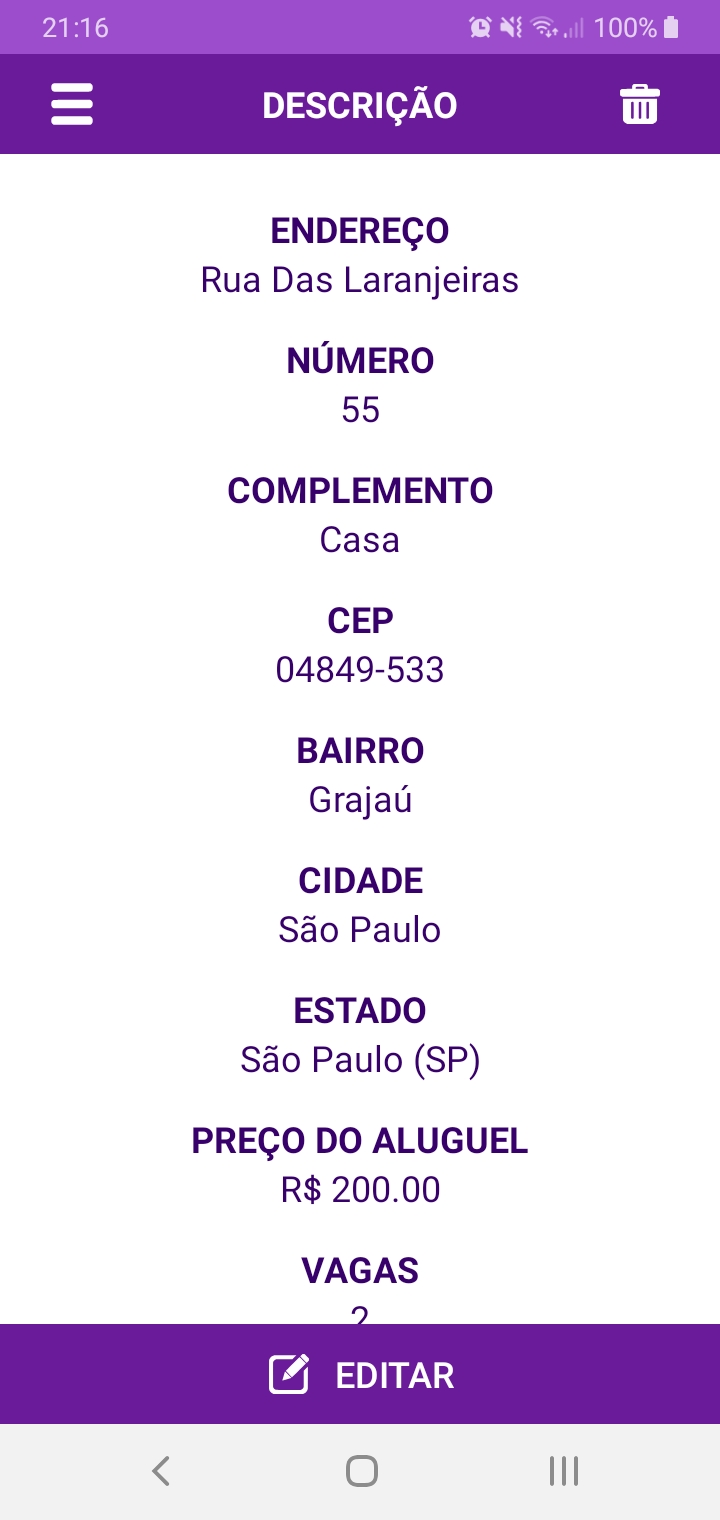 21:16
100%
DESCRIÇÃO
ENDEREÇO
Rua Das Laranjeiras
NÚMERO
55
COMPLEMENTO
Casa
CEP
04849-533
BAIRRO
Grajaú
CIDADE
São Paulo
ESTADO
São Paulo (SP)
PREÇO DO ALUGUEL
R$ 200.00
VAGAS
2
EDITAR